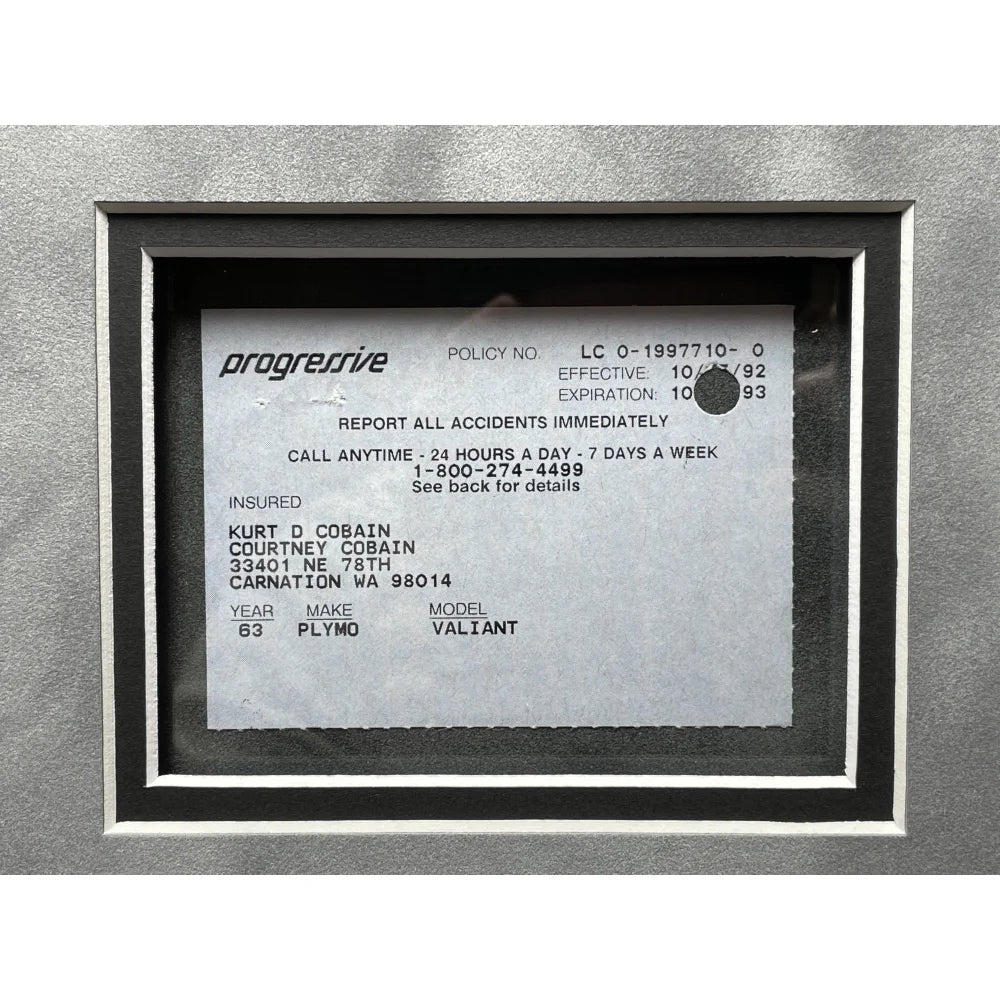 progressive POLICY NO. LC 0-1997710- 0
EFFECTIVE: 10/ /92
EXPIRATION: 10 93
REPORT ALL ACCIDENTS IMMEDIATELY
CALL ANYTIME - 24 HOURS A DAY - 7 DAYS A WEEK
1-800-274-4499
See back for details
INSURED
KURT D COBAIN
COURTNEY COBAIN
33401 NE 78TH
CARNATION WA 98014
YEAR MAKE MODEL
63 PLYMO VALIANT